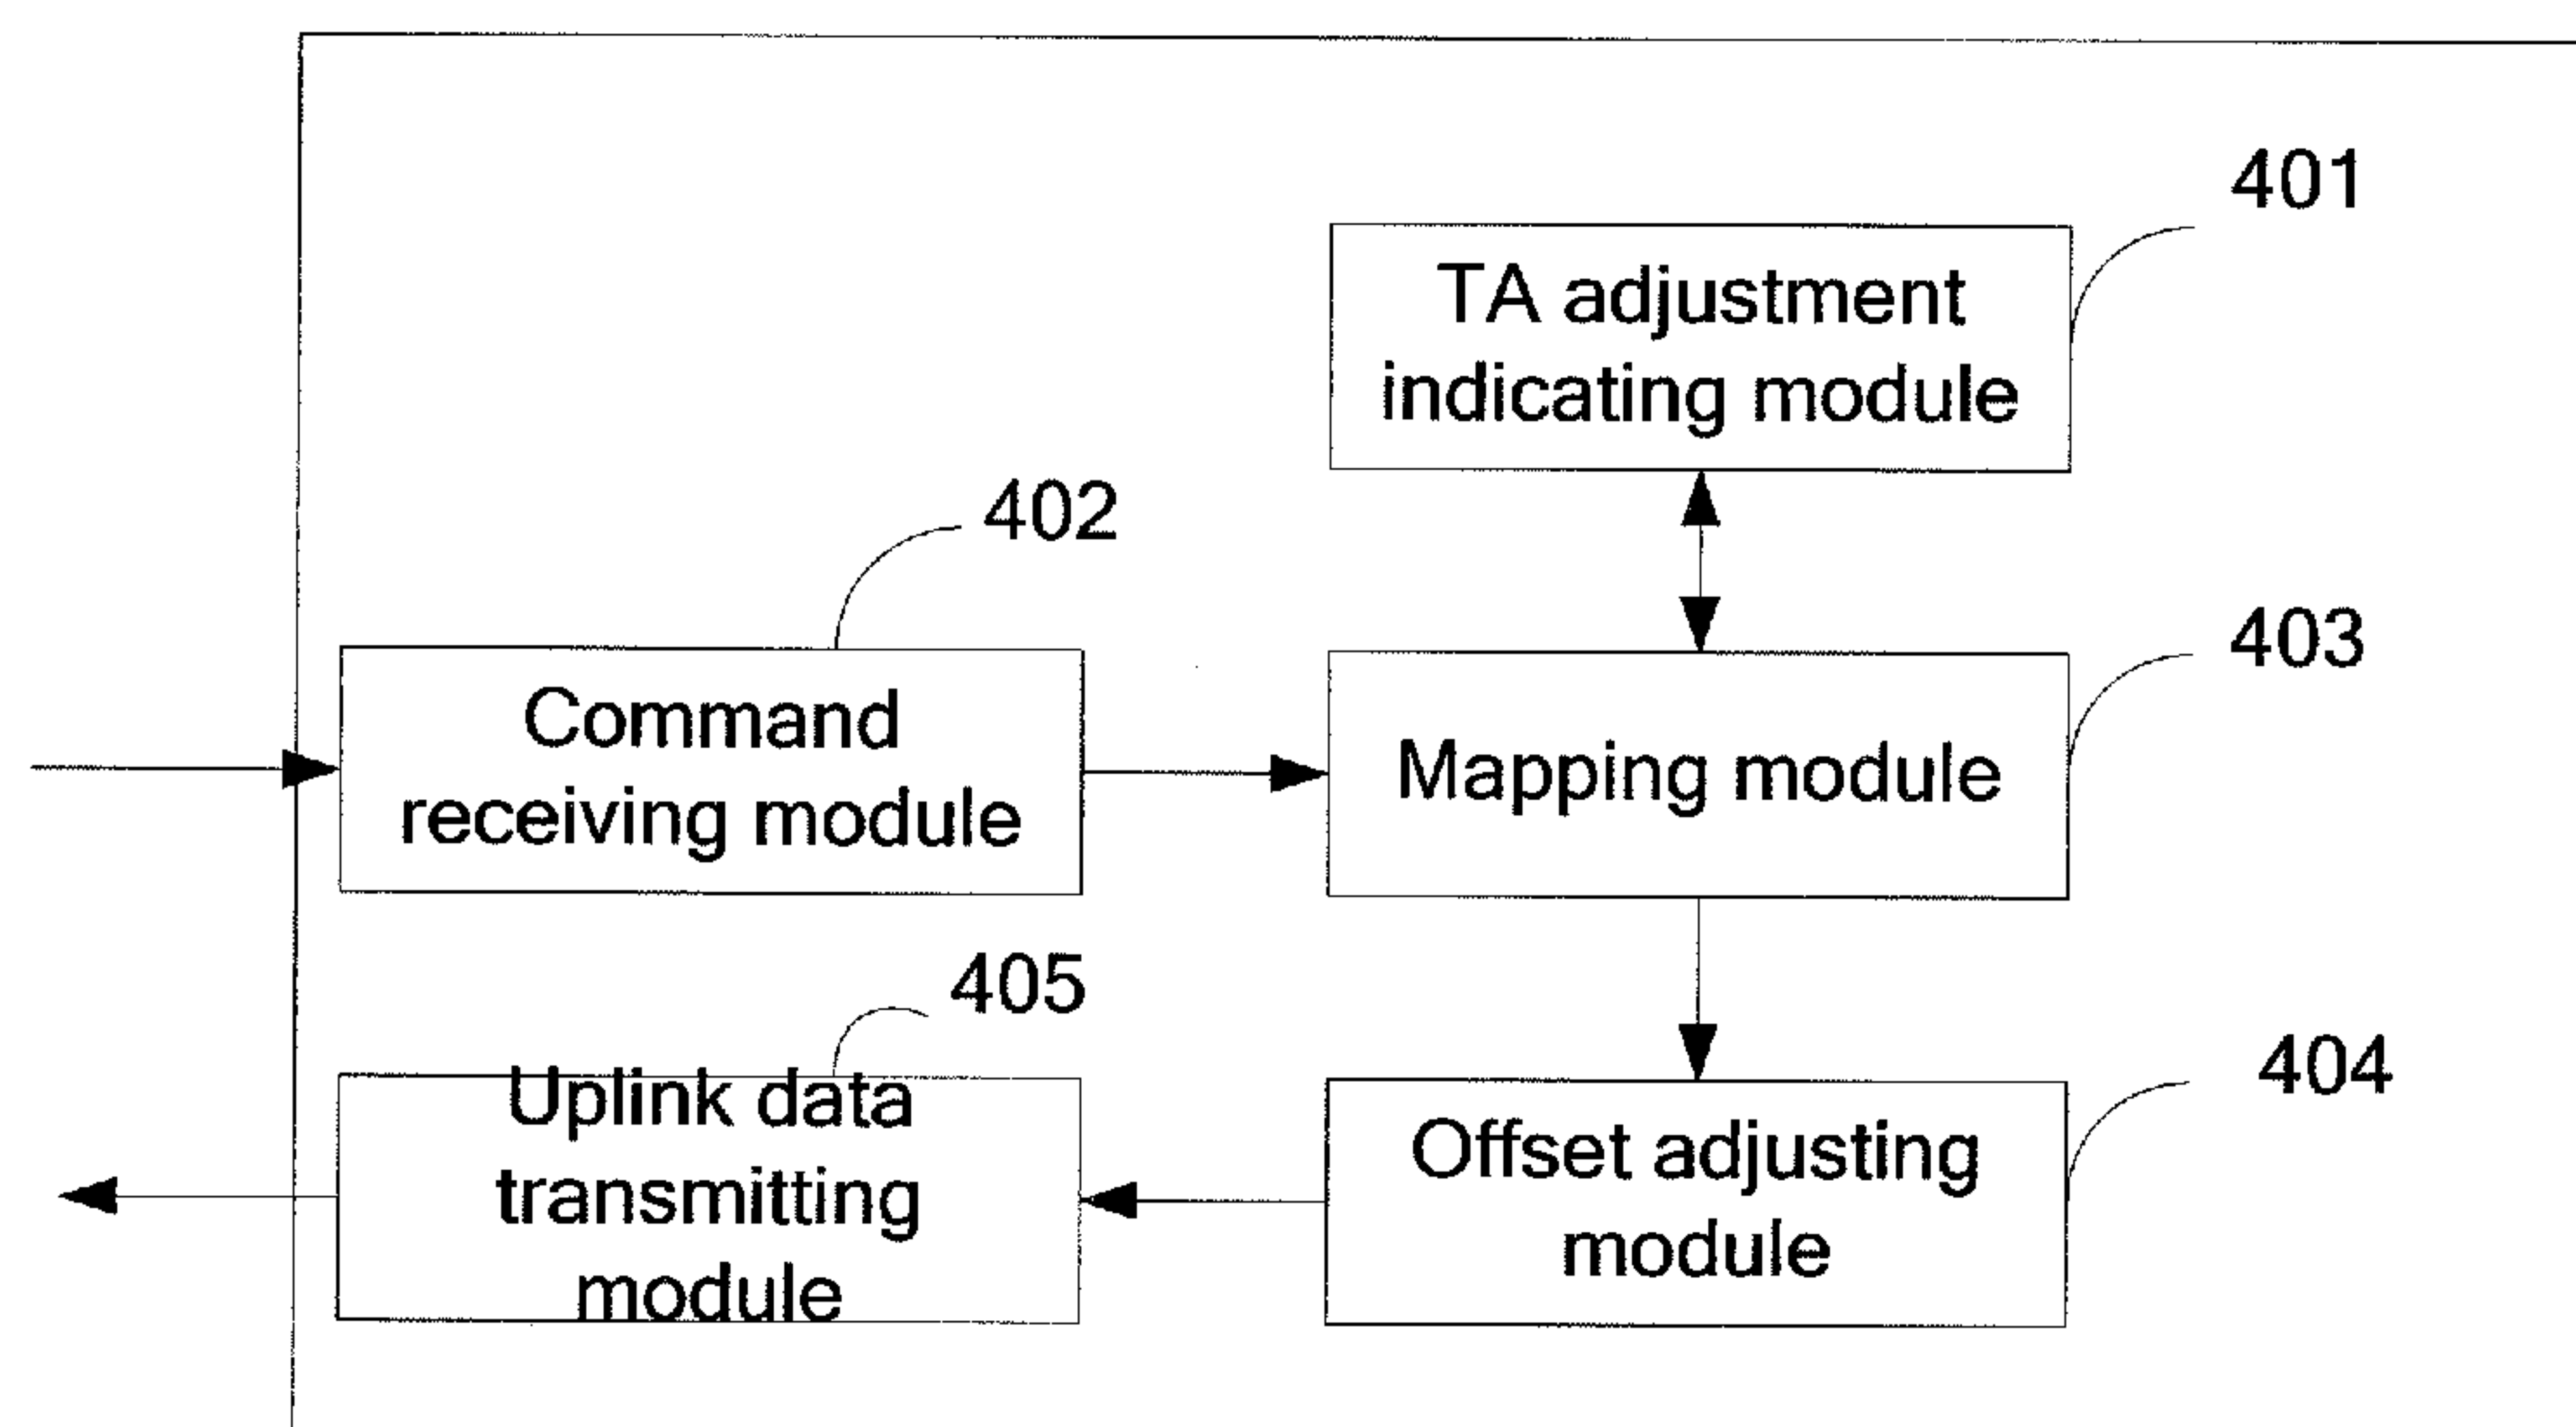 401
TA adjustment
indicating module
402
403
Command
receiving module
Mapping module
405
404
Uplink data
transmitting
module
Offset adjusting
module